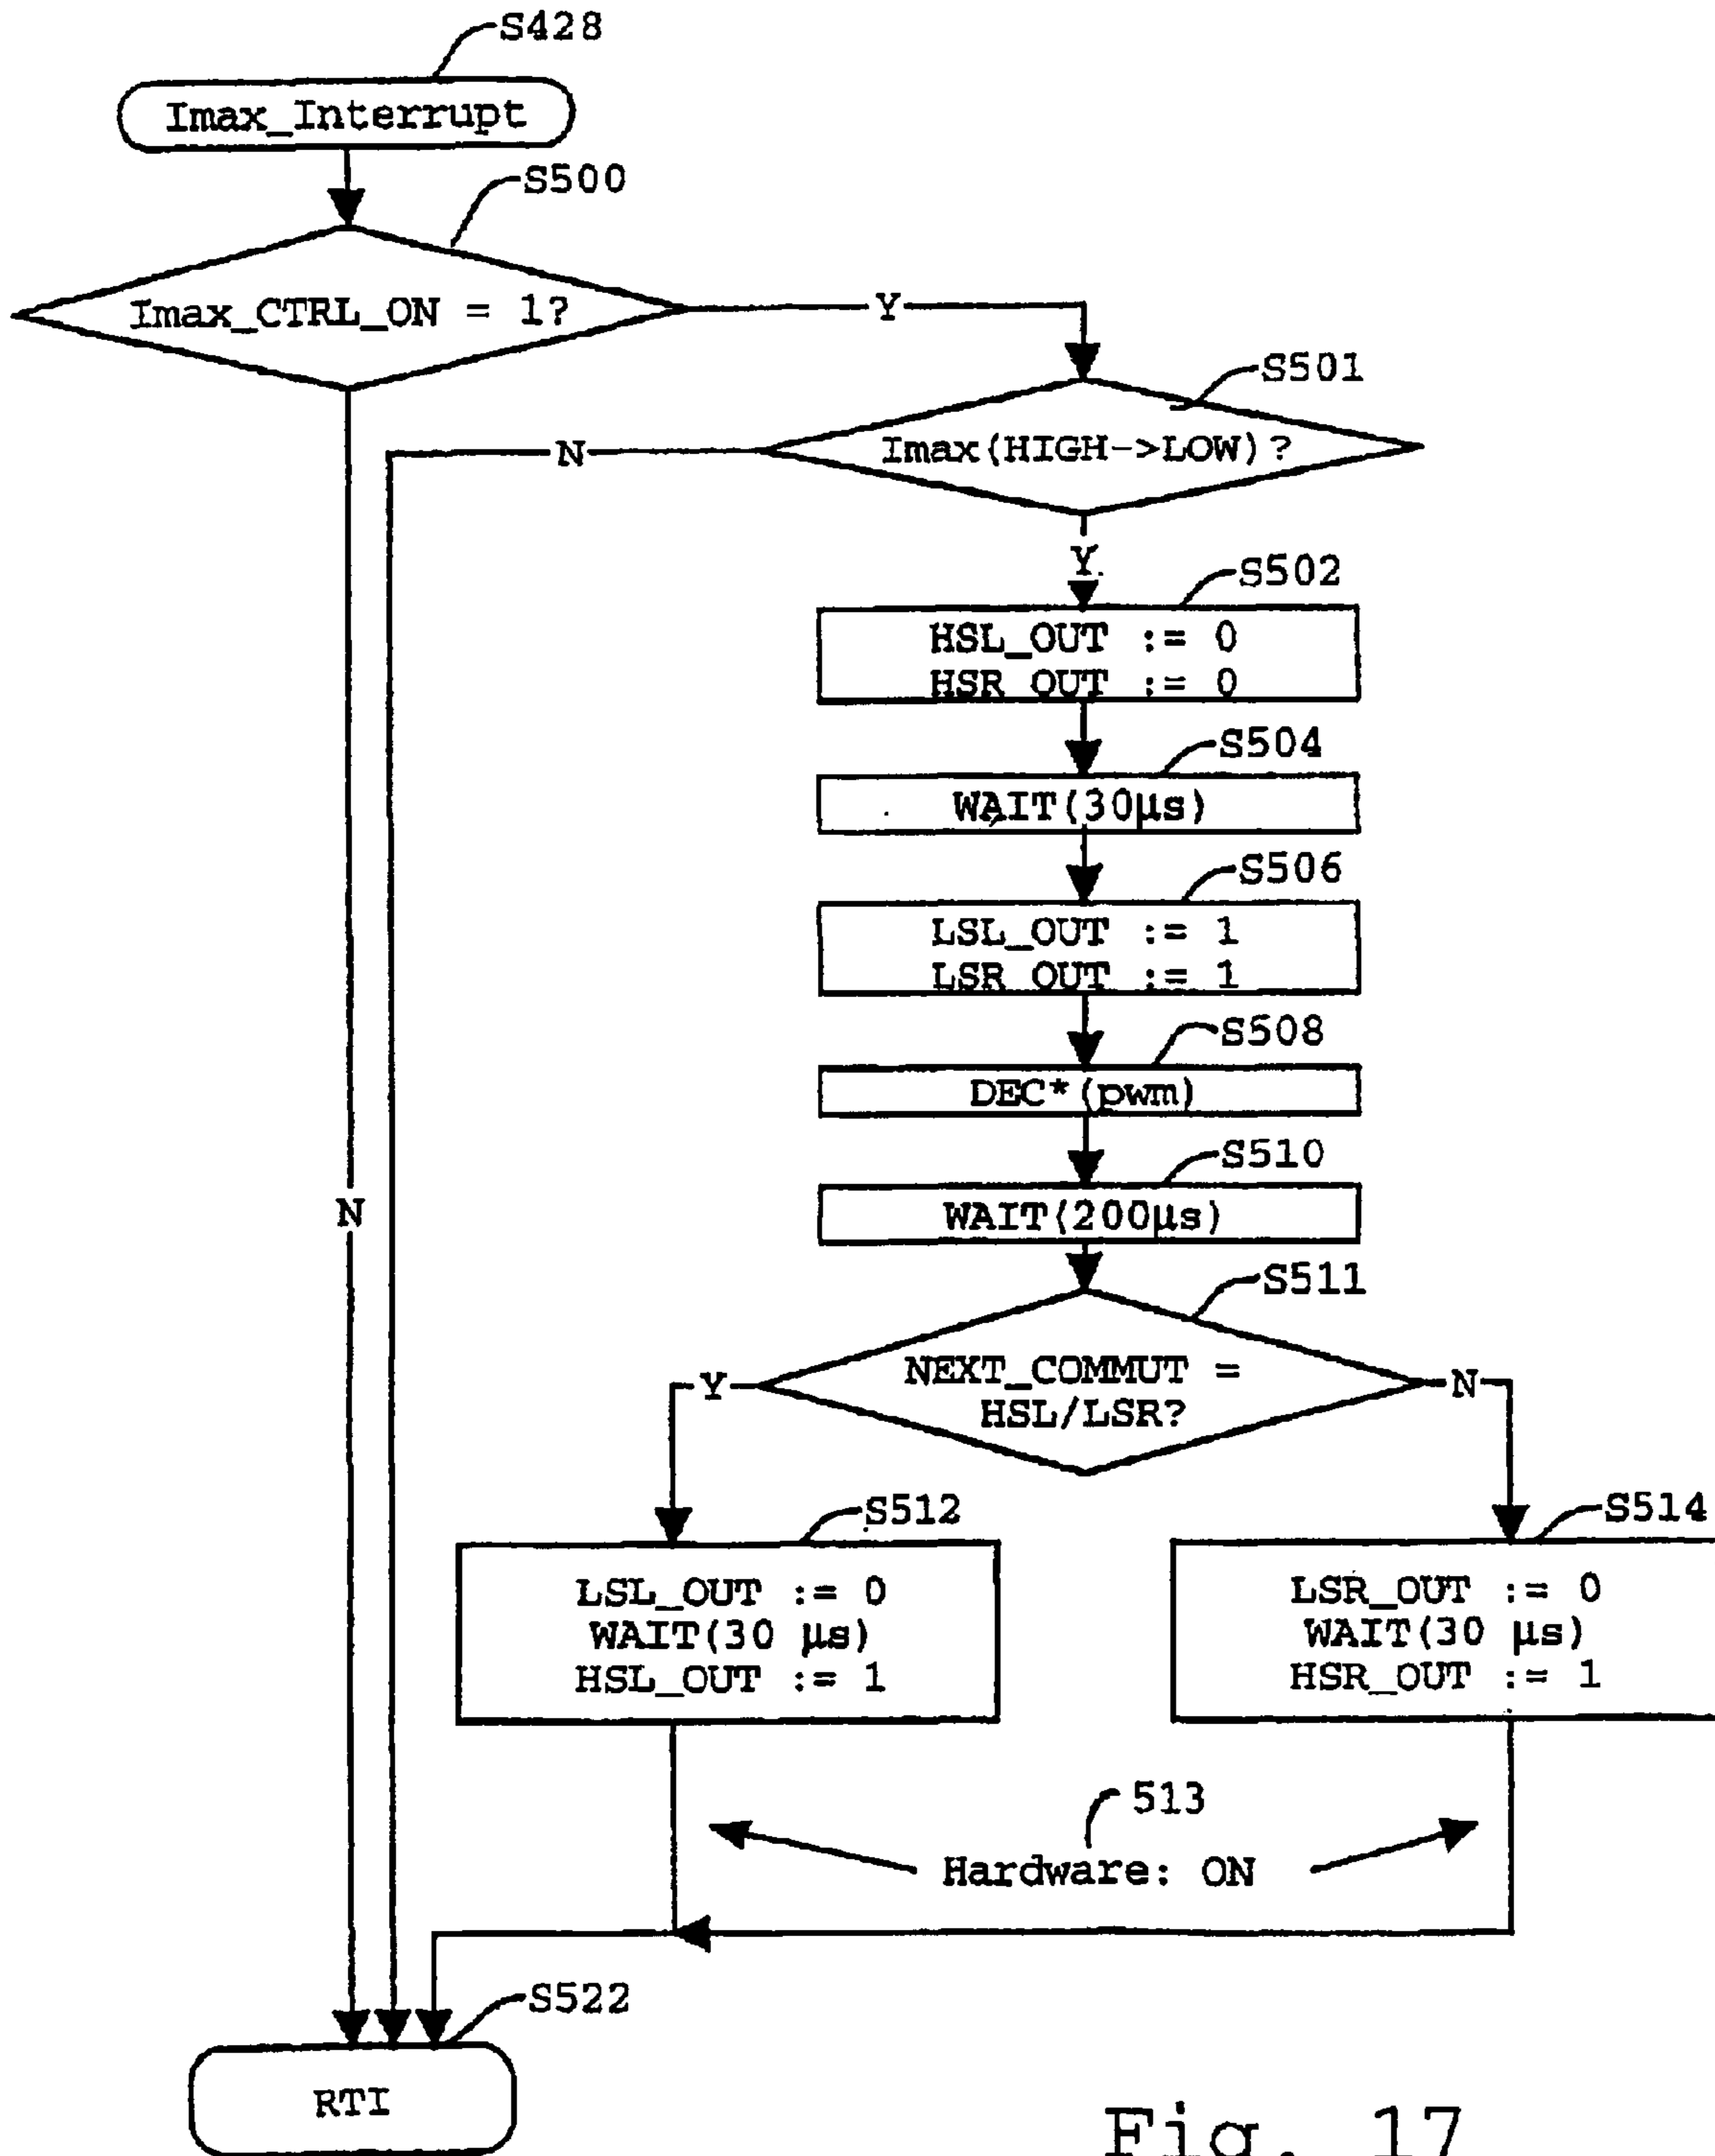 S428
Imax_Interrupt
S500
Imax_CTRL_ON = 1?
Y
S501
Imax(HIGH->LOW)?
N
Y
S502
HSL_OUT := 0
HSR_OUT := 0
S504
WAIT(30µs)
S506
LSL_OUT := 1
LSR_OUT := 1
S508
DEC*(pwm)
S510
WAIT(200µs)
N
S511
NEXT_COMMUT =
HSL/LSR?
Y
N
S512
LSL_OUT := 0
WAIT(30 µs)
HSL_OUT := 1
S514
LSR_OUT := 0
WAIT(30 µs)
HSR_OUT := 1
513
Hardware: ON
S522
RTI
Fig. 17